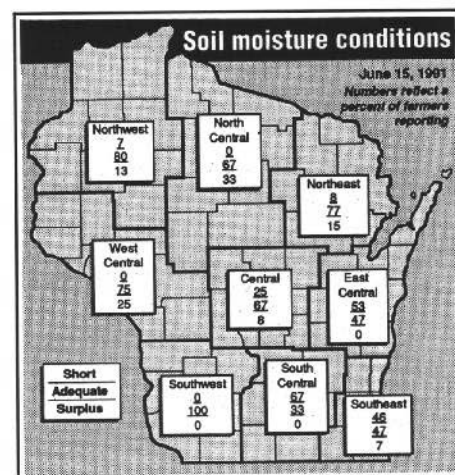 Soil moisture conditions
June 15, 1991
Numbers reflect a
percent of farmers
reporting
Northwest
7
80
13
North
Central
0
67
33
Northeast
8
77
15
West
Central
0
75
25
Central
25
67
8
East
Central
53
47
0
Short
Adequate
Surplus
Southwest
0
100
0
South
Central
67
33
0
Southeast
46
47
7